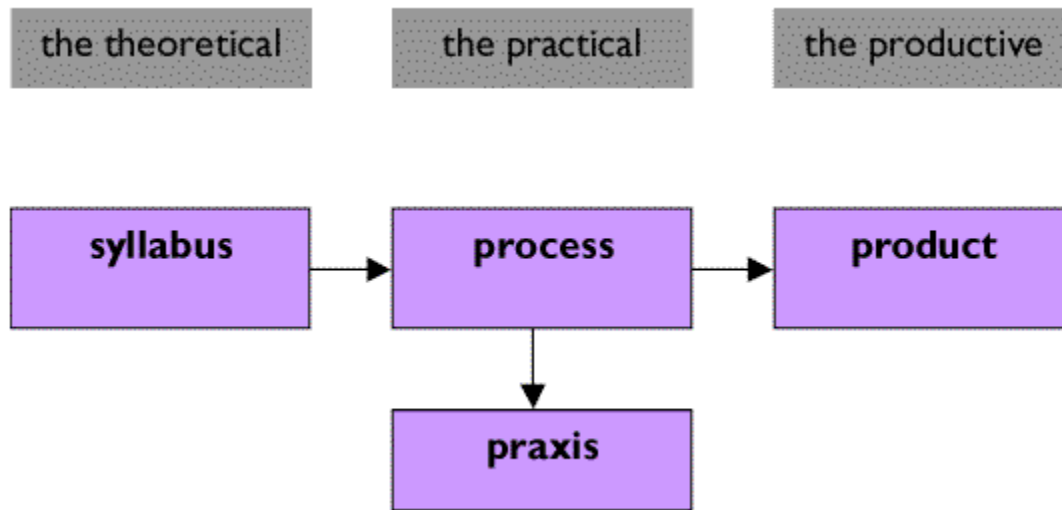 the theoretical
the practical
the productive
syllabus
process
product
praxis